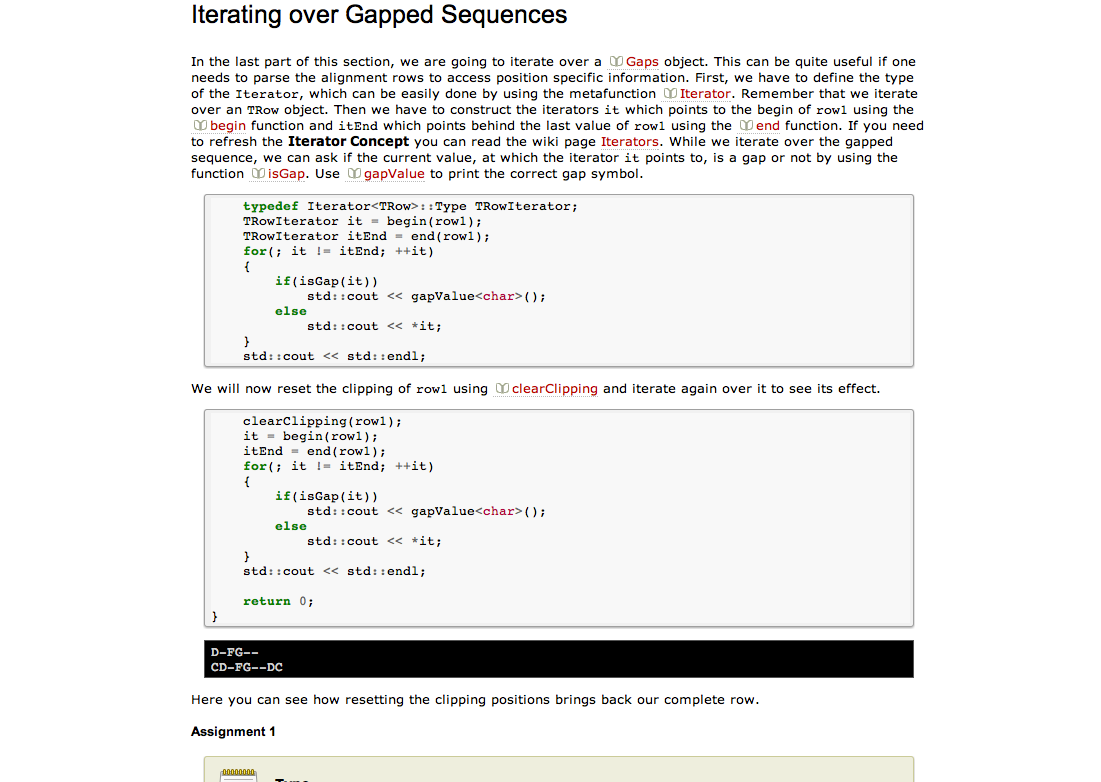 Iterating over Gapped Sequences
In the last part of this section, we are going to iterate over a Gaps object. This can be quite useful if one
needs to parse the alignment rows to access position specific information. First, we have to define the type
of the Iterator, which can be easily done by using the metafunction Iterator. Remember that we iterate
over an TRow object. Then we have to construct the iterators it which points to the begin of row1 using the
begin function and itEnd which points behind the last value of row1 using the end function. If you need
to refresh the Iterator Concept you can read the wiki page Iterators. While we iterate over the gapped
sequence, we can ask if the current value, at which the iterator it points to, is a gap or not by using the
function isGap. Use gapValue to print the correct gap symbol.
typedef Iterator<TRow>::Type TRowIterator;
TRowIterator it = begin(row1);
TRowIterator itEnd = end(row1);
for(; it != itEnd; ++it)
{
if(isGap(it))
std::cout << gapValue<char>();
else
std::cout << *it;
}
std::cout << std::endl;
We will now reset the clipping of row1 using clearClipping and iterate again over it to see its effect.
clearClipping(row1);
it = begin(row1);
itEnd = end(row1);
for(; it != itEnd; ++it)
{
if(isGap(it))
std::cout << gapValue<char>();
else
std::cout << *it;
}
std::cout << std::endl;
return 0;
}
D-FG--
CD-FG--DC
Here you can see how resetting the clipping positions brings back our complete row.
Assignment 1